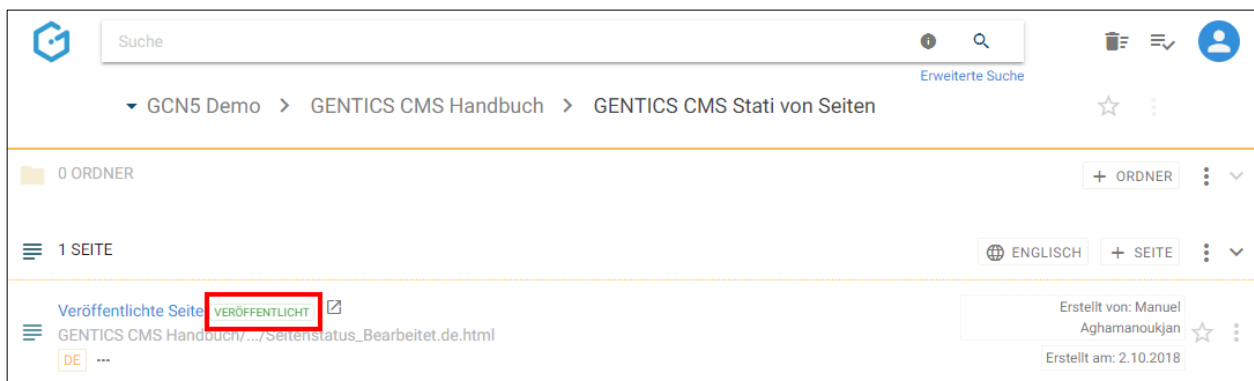 Suche
Erweiterte Suche
GCN5 Demo > GENTICS CMS Handbuch > GENTICS CMS Stati von Seiten
0 ORDNER
+ ORDNER
1 SEITE
ENGLISCH
+ SEITE
Veröffentlichte Seite VERÖFFENTLICHT
GENTICS CMS Handbuch/.../Seitenstatus_Bearbeitet.de.html
DE ...
Erstellt von: Manuel
Aghamanoukjan
Erstellt am: 2.10.2018